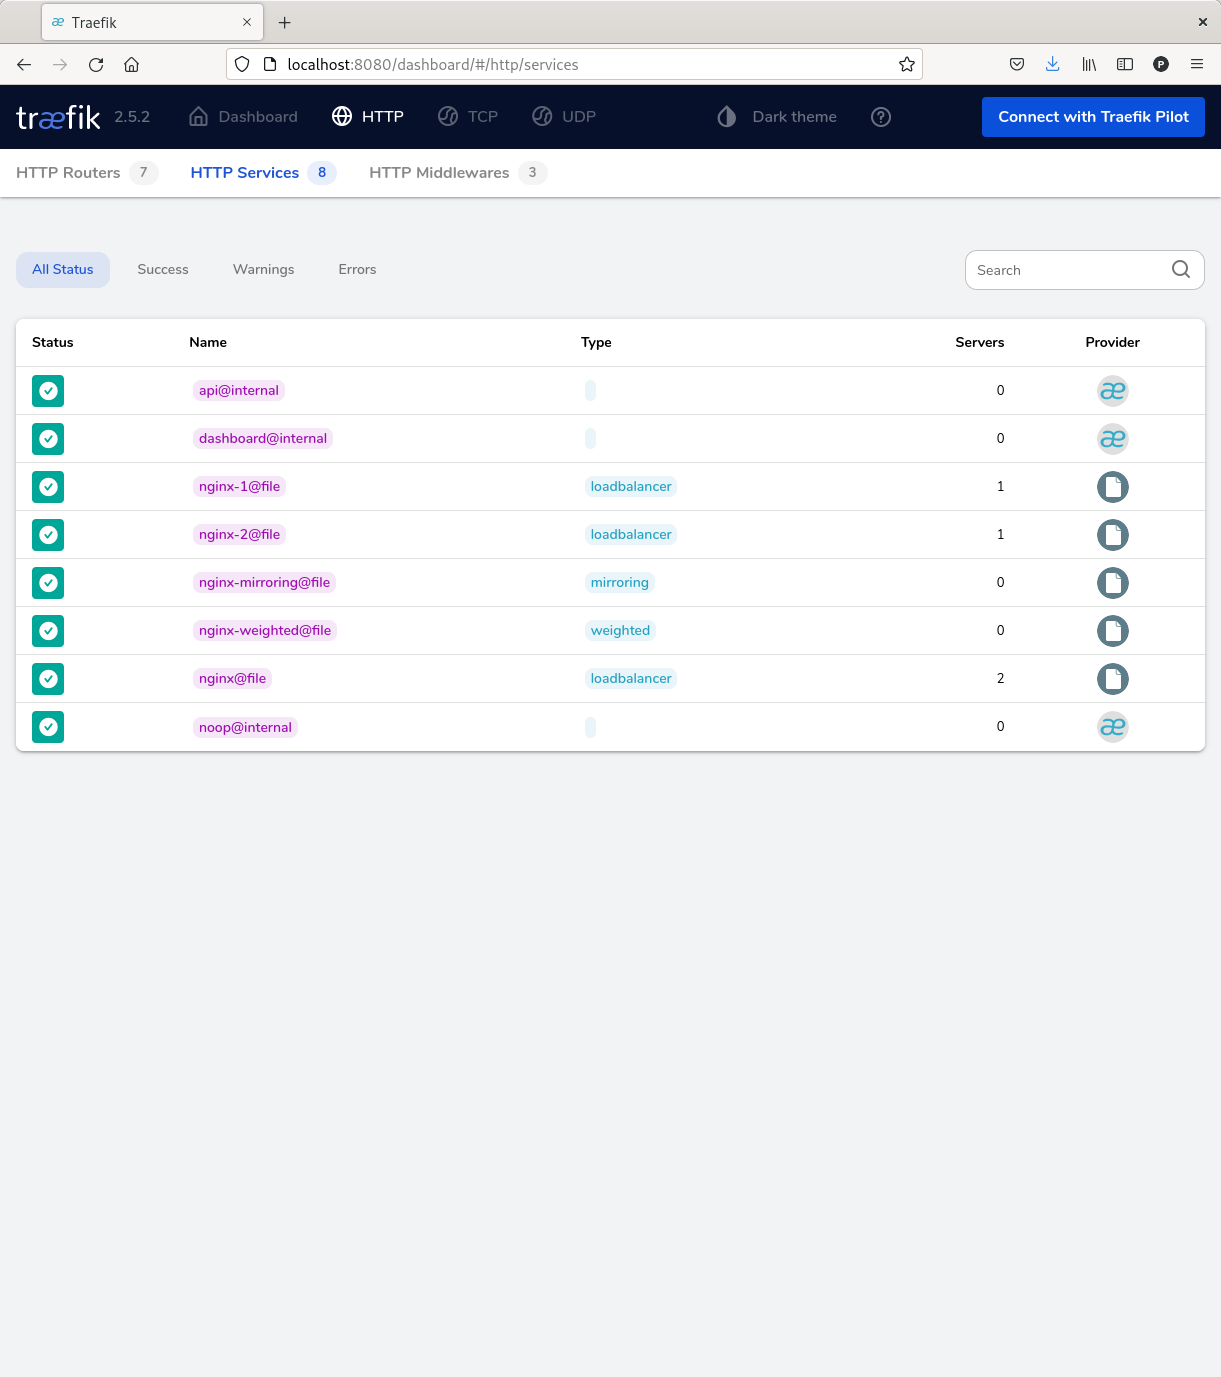 æ Traefik
localhost:8080/dashboard/#/http/services
P
træfik 2.5.2 Dashboard HTTP TCP UDP Dark theme Connect with Traefik Pilot
HTTP Routers 7 HTTP Services 8 HTTP Middlewares 3
All Status Success Warnings Errors Search
Status Name Type Servers Provider
api@internal 0 æ
dashboard@internal 0 æ
nginx-1@file loadbalancer 1
nginx-2@file loadbalancer 1
nginx-mirroring@file mirroring 0
nginx-weighted@file weighted 0
nginx@file loadbalancer 2
noop@internal 0 æ